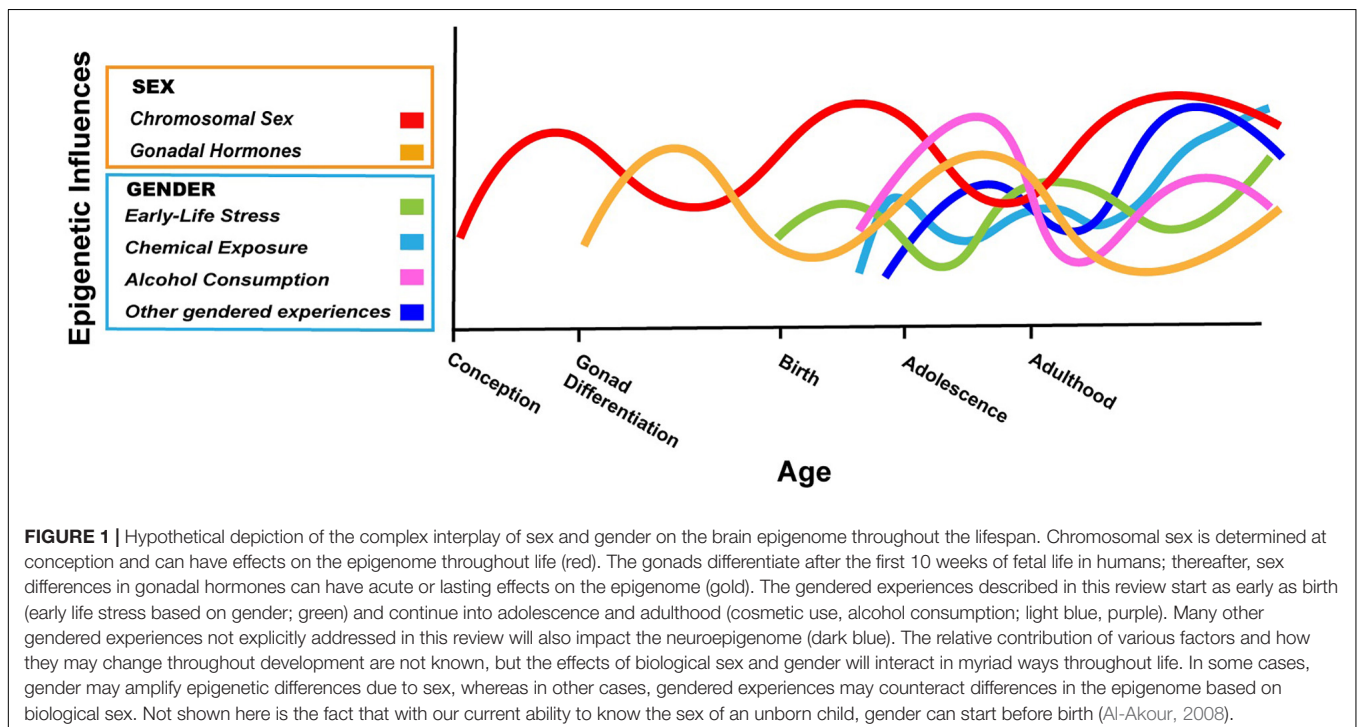 Epigenetic Influences
SEX
Chromosomal Sex
Gonadal Hormones
GENDER
Early-Life Stress
Chemical Exposure
Alcohol Consumption
Other gendered experiences
Conception
Gonad
Differentiation
Birth
Adolescence
Adulthood
Age
FIGURE 1 | Hypothetical depiction of the complex interplay of sex and gender on the brain epigenome throughout the lifespan. Chromosomal sex is determined at
conception and can have effects on the epigenome throughout life (red). The gonads differentiate after the first 10 weeks of fetal life in humans; thereafter, sex
differences in gonadal hormones can have acute or lasting effects on the epigenome (gold). The gendered experiences described in this review start as early as birth
(early life stress based on gender; green) and continue into adolescence and adulthood (cosmetic use, alcohol consumption; light blue, purple). Many other
gendered experiences not explicitly addressed in this review will also impact the neuroepigenome (dark blue). The relative contribution of various factors and how
they may change throughout development are not known, but the effects of biological sex and gender will interact in myriad ways throughout life. In some cases,
gender may amplify epigenetic differences due to sex, whereas in other cases, gendered experiences may counteract differences in the epigenome based on
biological sex. Not shown here is the fact that with our current ability to know the sex of an unborn child, gender can start before birth (Al-Akour, 2008).